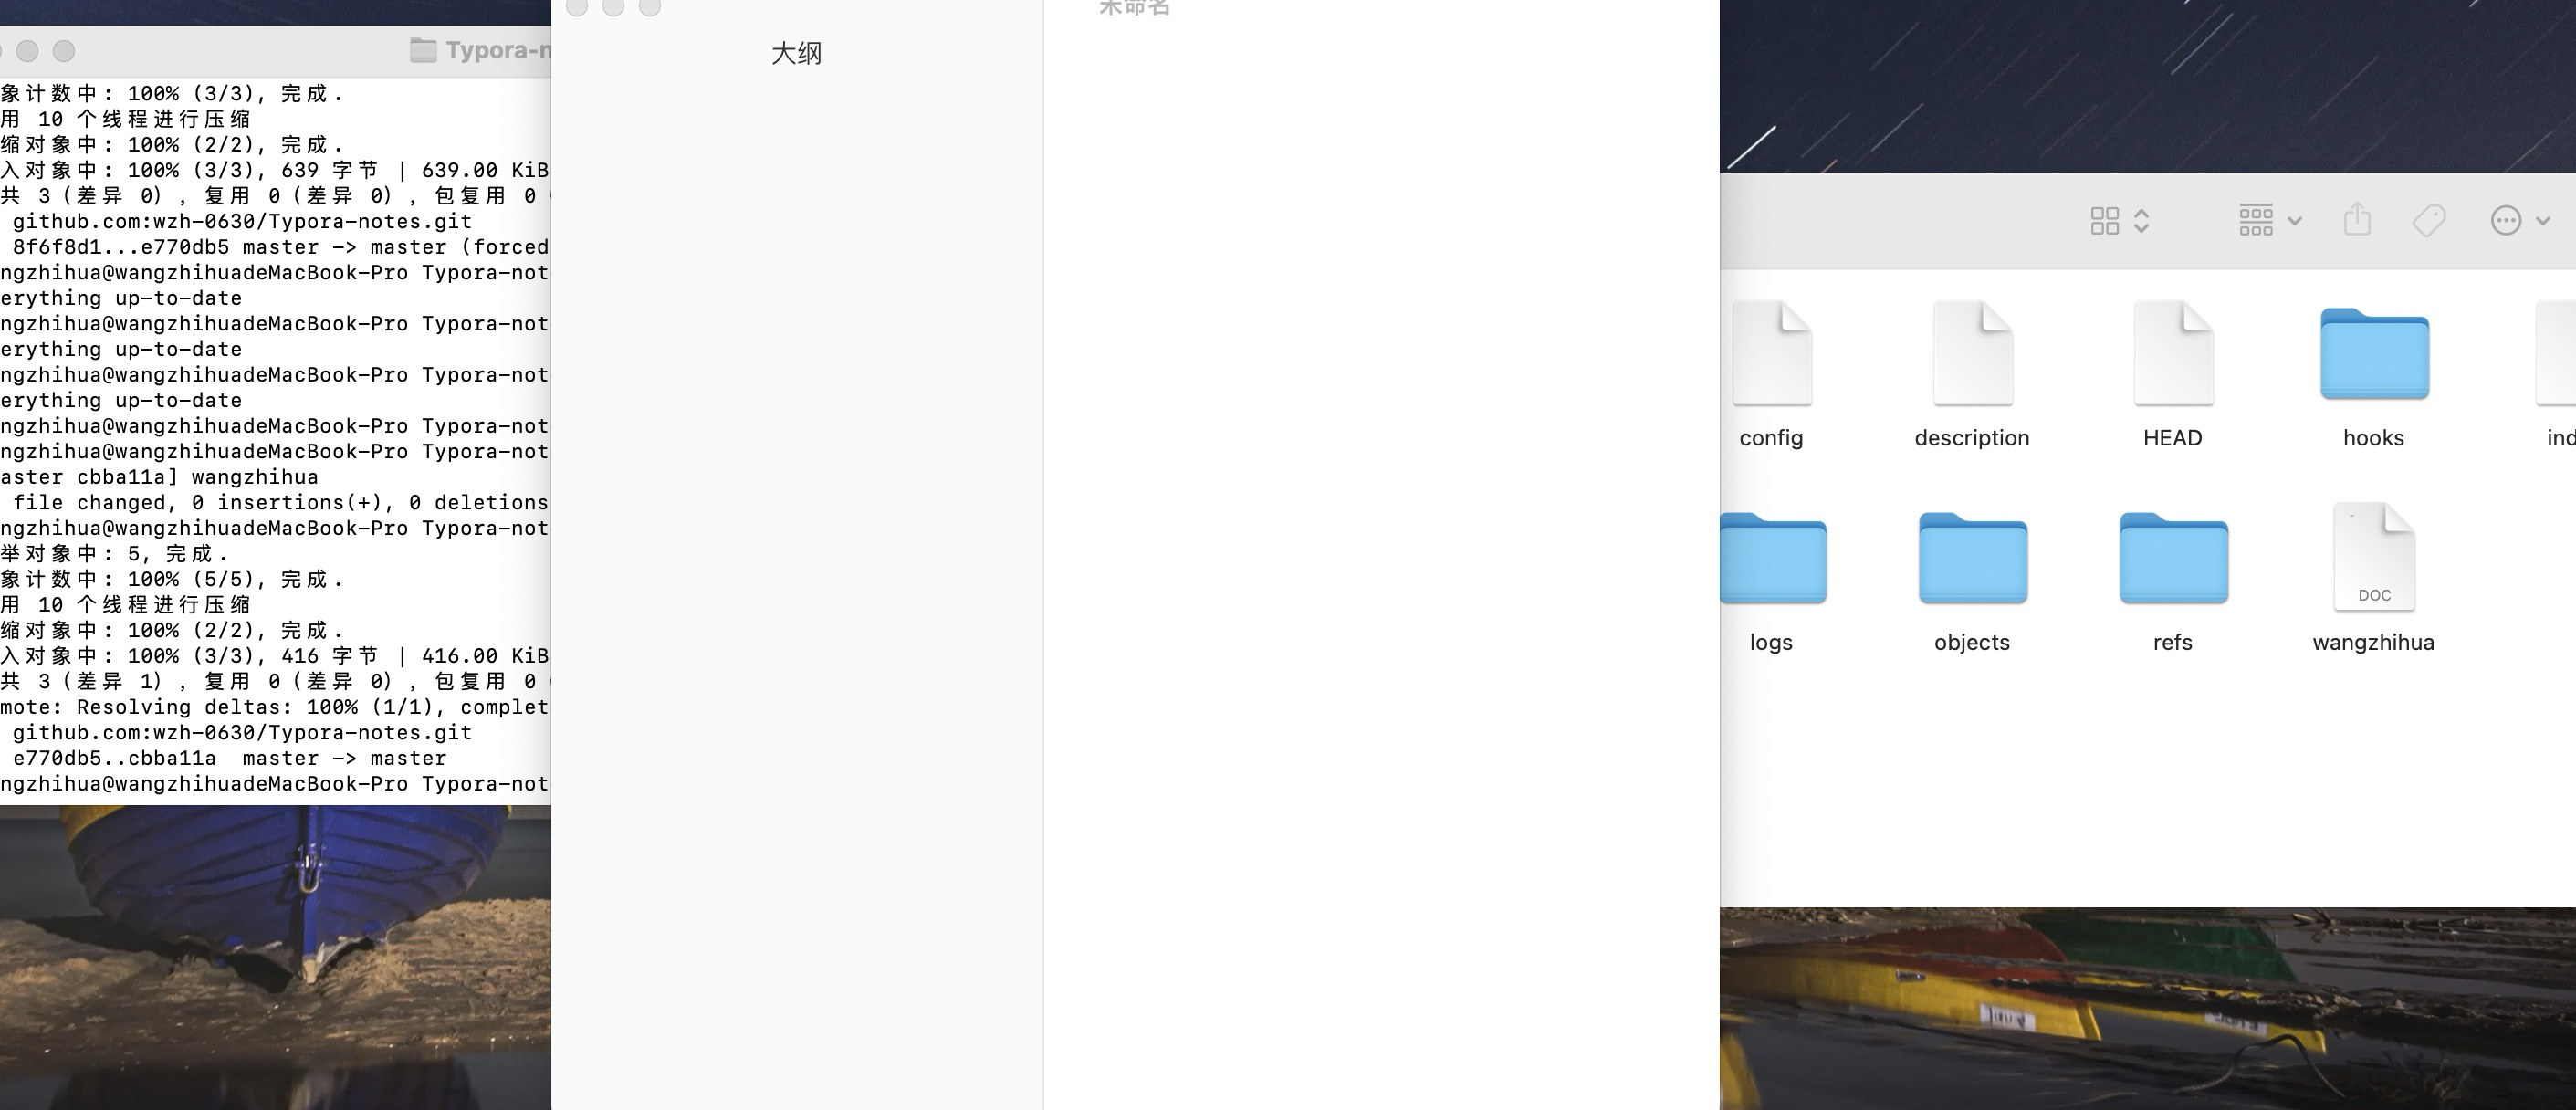 Typora-n
象计数中: 100% (3/3), 完成.
用 10 个线程进行压缩
缩对象中: 100% (2/2), 完成.
入对象中: 100% (3/3), 639 字节 | 639.00 KiB
共 3（差异 0），复用 0（差异 0），包复用 0
github.com:wzh-0630/Typora-notes.git
8f6f8d1...e770db5 master -> master (forced
ngzhihua@wangzhihuadeMacBook-Pro Typora-not
erything up-to-date
ngzhihua@wangzhihuadeMacBook-Pro Typora-not
erything up-to-date
ngzhihua@wangzhihuadeMacBook-Pro Typora-not
erything up-to-date
ngzhihua@wangzhihuadeMacBook-Pro Typora-not
ngzhihua@wangzhihuadeMacBook-Pro Typora-not
aster cbba11a] wangzhihua
file changed, 0 insertions(+), 0 deletions
ngzhihua@wangzhihuadeMacBook-Pro Typora-not
举对象中: 5, 完成.
象计数中: 100% (5/5), 完成.
用 10 个线程进行压缩
缩对象中: 100% (2/2), 完成.
入对象中: 100% (3/3), 416 字节 | 416.00 KiB
共 3（差异 1），复用 0（差异 0），包复用 0
mote: Resolving deltas: 100% (1/1), complet
github.com:wzh-0630/Typora-notes.git
e770db5..cbba11a  master -> master
ngzhihua@wangzhihuadeMacBook-Pro Typora-not
未命名
大纲
config
description
HEAD
hooks
ind
logs
objects
refs
DOC
wangzhihua